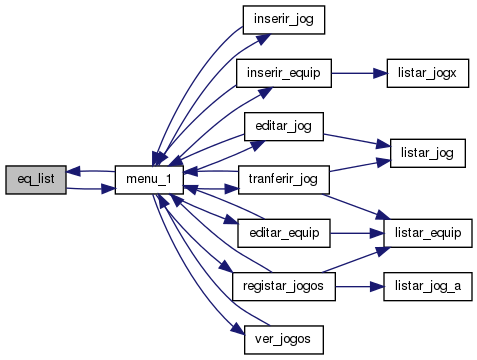 inserir_jog
inserir_equip
listar_jogx
editar_jog
listar_jog
eq_list
menu_1
tranferir_jog
editar_equip
listar_equip
registar_jogos
listar_jog_a
ver_jogos